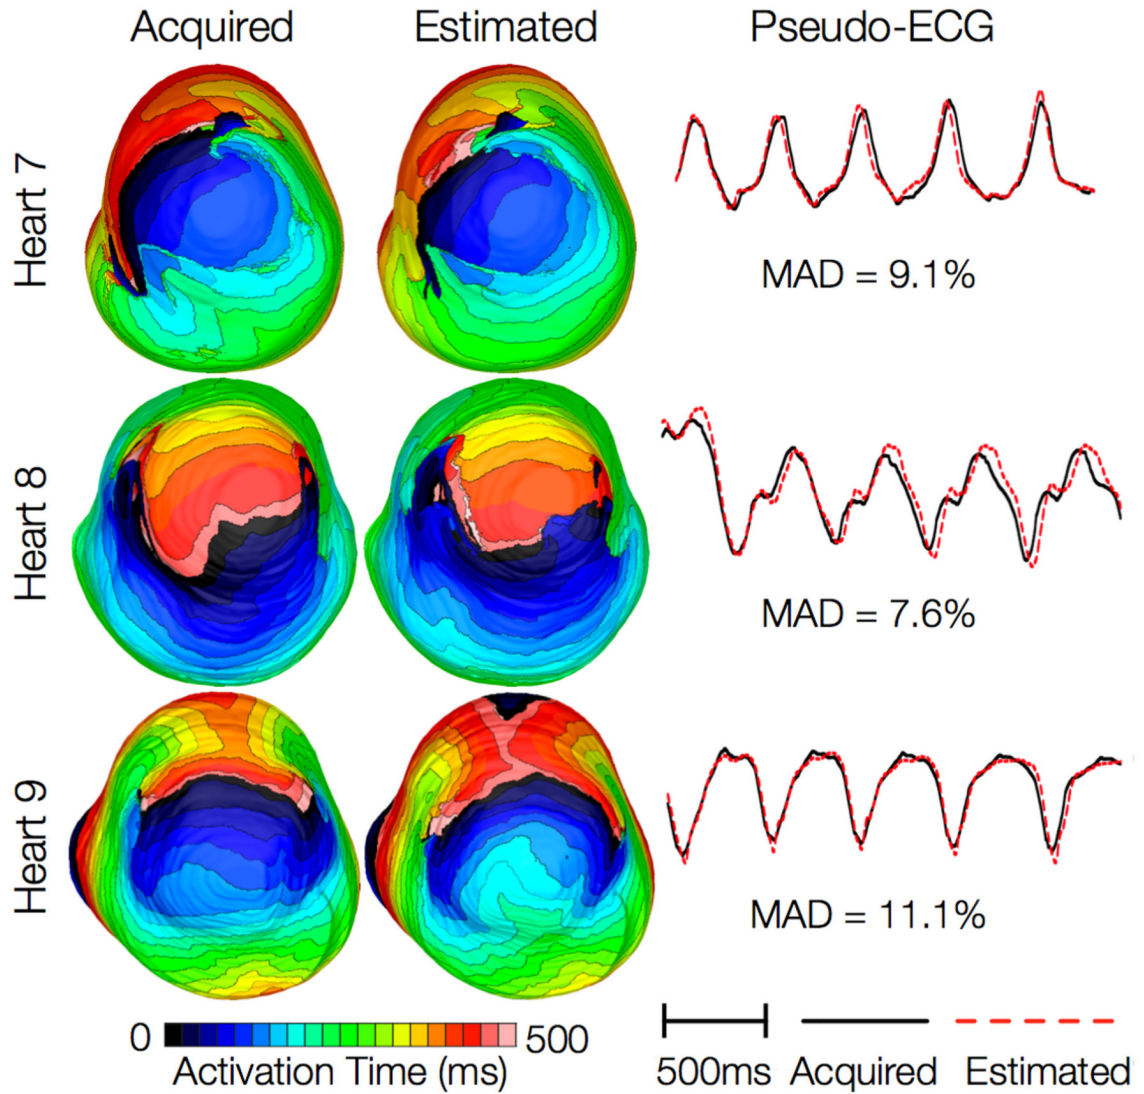 Acquired Estimated Pseudo-ECG
Heart 7
MAD = 9.1%
Heart 8
MAD = 7.6%
Heart 9
MAD = 11.1%
0 500
Activation Time (ms)
500ms Acquired Estimated